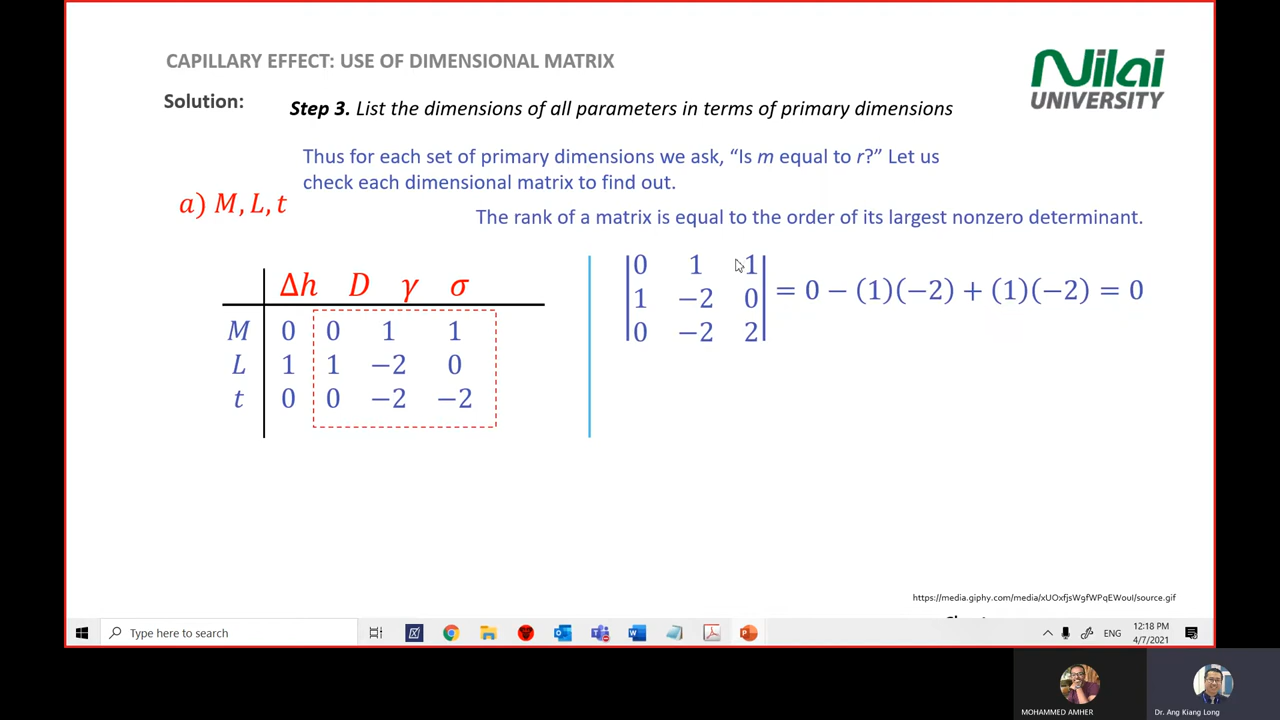 CAPILLARY EFFECT: USE OF DIMENSIONAL MATRIX
Nilai
UNIVERSITY
Solution:
Step 3. List the dimensions of all parameters in terms of primary dimensions
Thus for each set of primary dimensions we ask, “Is m equal to r?” Let us
check each dimensional matrix to find out.
a) M, L, t
The rank of a matrix is equal to the order of its largest nonzero determinant.
Δh D γ σ
M 0 0 1 1
L 1 1 −2 0
t 0 0 −2 −2
0 1 1
1 −2 0
0 −2 2
= 0 − (1)(−2) + (1)(−2) = 0
https://media.giphy.com/media/xUOxfjsW9fWPqEWouI/source.gif
Type here to search
ENG
12:18 PM
4/7/2021
MOHAMMED AMHER
Dr. Ang Kiang Long